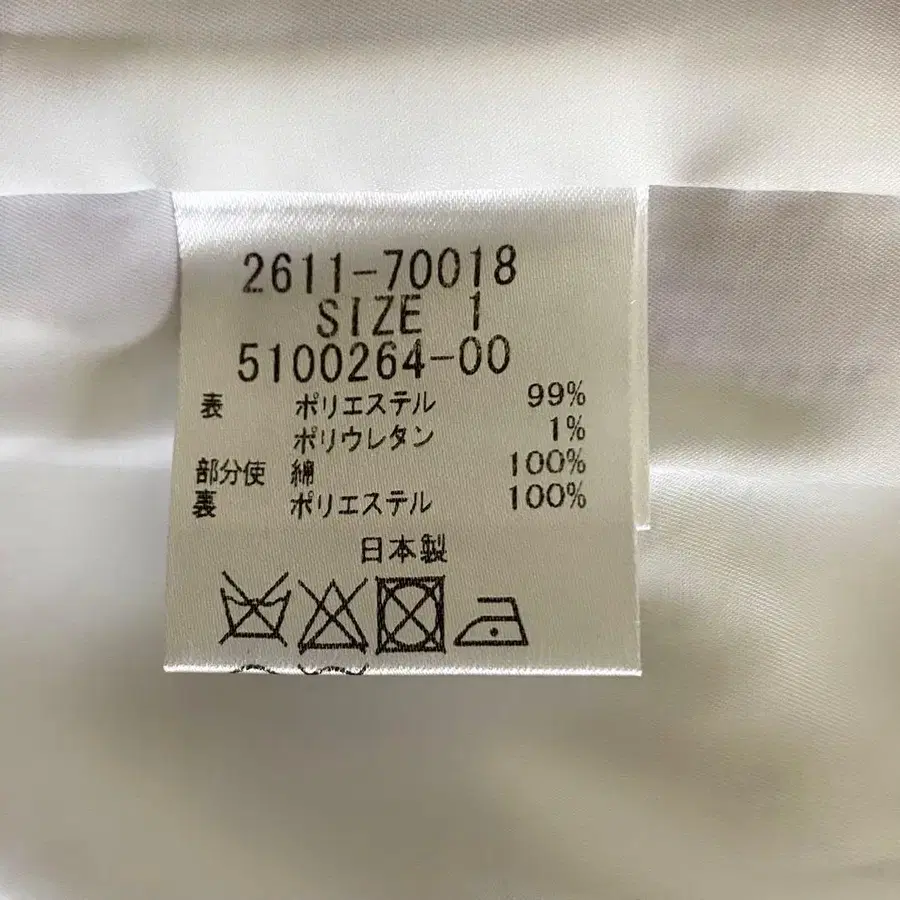 2611-70018
SIZE 1
5100264-00
表 ポリエステル 99%
ポリウレタン 1%
部分使 綿 100%
裏 ポリエステル 100%
日本製